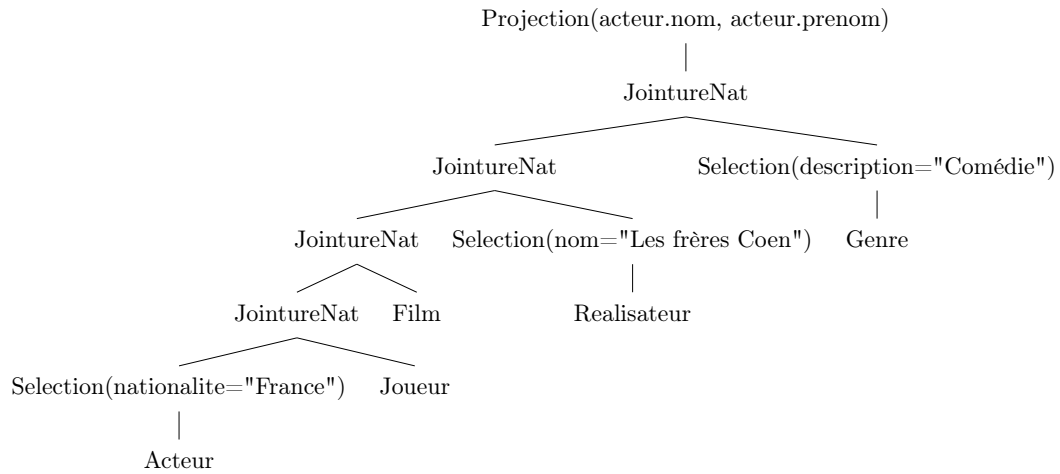 Projection(acteur.nom, acteur.prenom)
JointureNat
JointureNat Selection(description="Comédie")
JointureNat Selection(nom="Les frères Coen") Genre
JointureNat Film Realisateur
Selection(nationalite="France") Joueur
Acteur